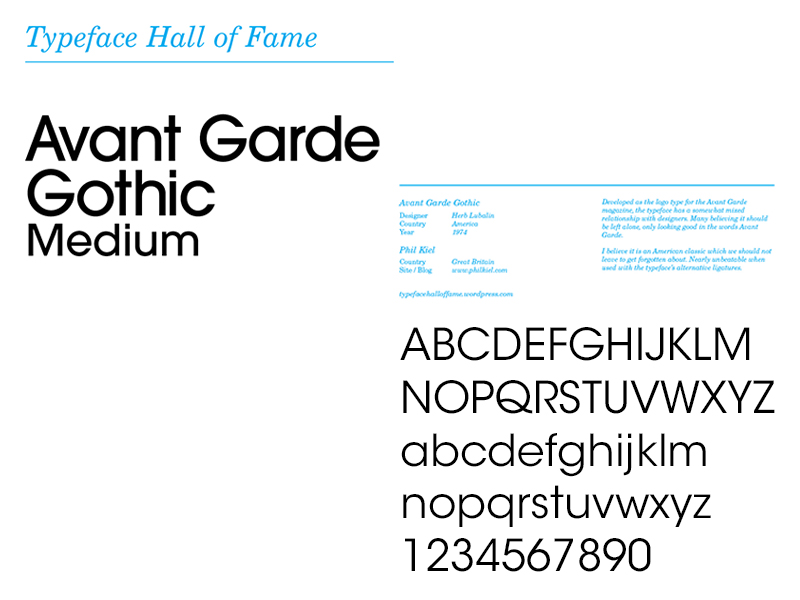 Typeface Hall of Fame
Avant Garde
Gothic
Medium
Avant Garde Gothic
Designer Herb Lubalin
Country America
Year 1974
Phil Kiel
Country Great Britain
Site / Blog www.philkiel.com
typefacehalloffame.wordpress.com
Developed as the logo type for the Avant Garde
magazine, the typeface has a somewhat mixed
relationship with designers. Many believing it should
be left alone, only looking good in the words Avant
Garde.
I believe it is an American classic which we should not
leave to get forgotten about. Nearly unbeatable when
used with the typeface's alternative ligatures.
ABCDEFGHIJKLM
NOPQRSTUVWXYZ
abcdefghijklm
nopqrstuvwxyz
1234567890